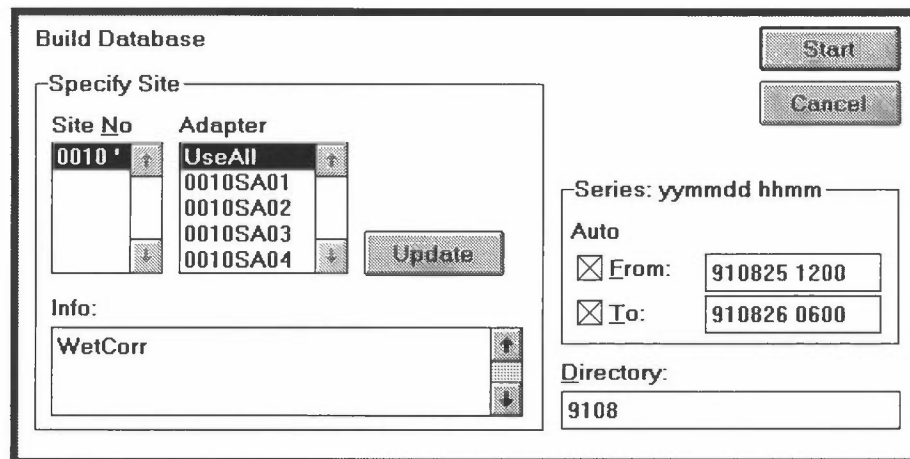 Build Database
Start
Cancel
Specify Site
Site No
Adapter
0010 '
UseAll
0010SA01
0010SA02
0010SA03
0010SA04
Update
Info:
WetCorr
Series: yymmdd hhmm
Auto
From:
910825 1200
To:
910826 0600
Directory:
9108